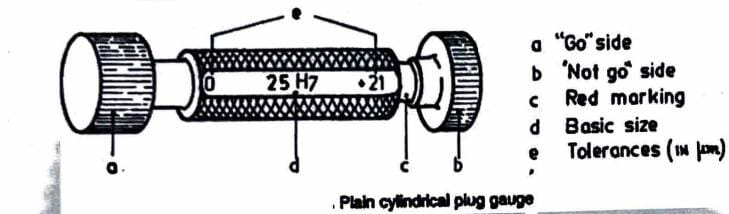 e
0 25 H7 +21
a "Go" side
b "Not go" side
c Red marking
d Basic size
e Tolerances (IN μm)
a d c b
Plain cylindrical plug gauge